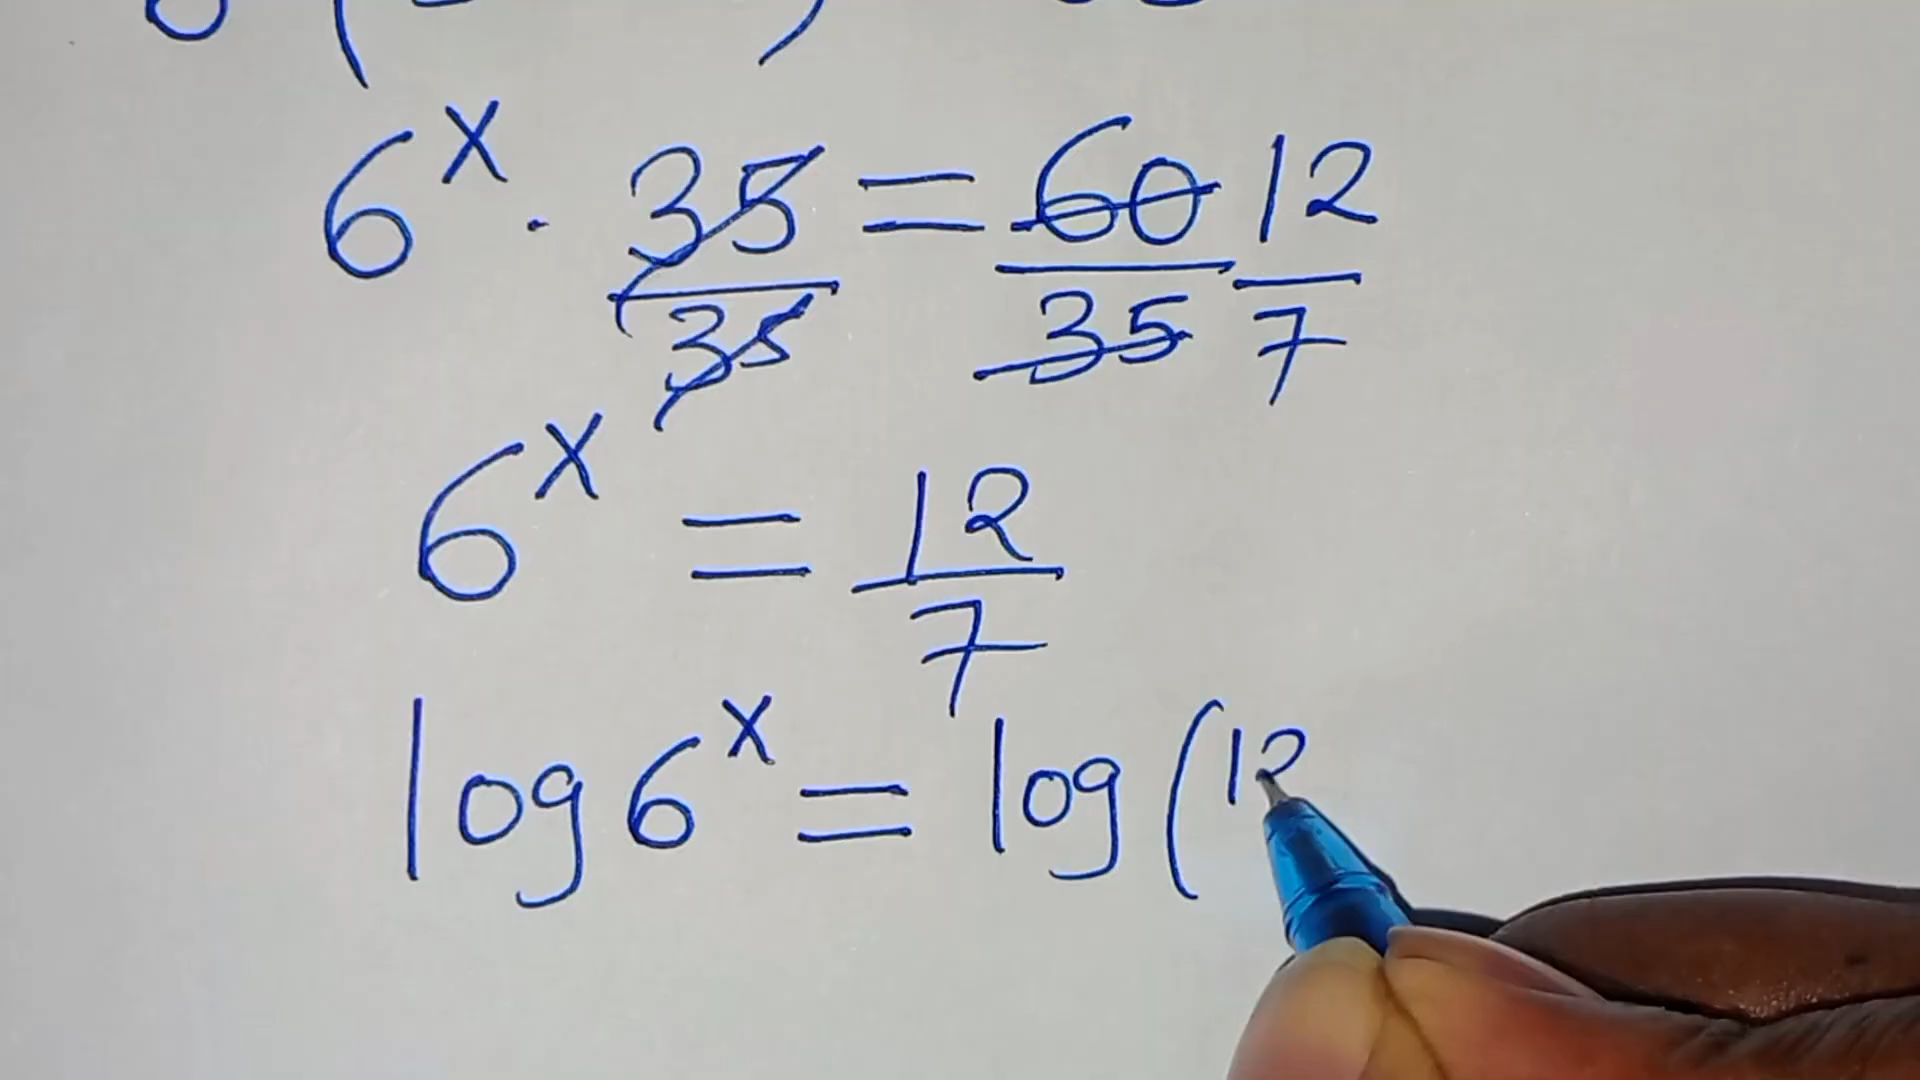 6^x · 35/35 = 60/35 12/7
6^x = 12/7
log 6^x = log (12